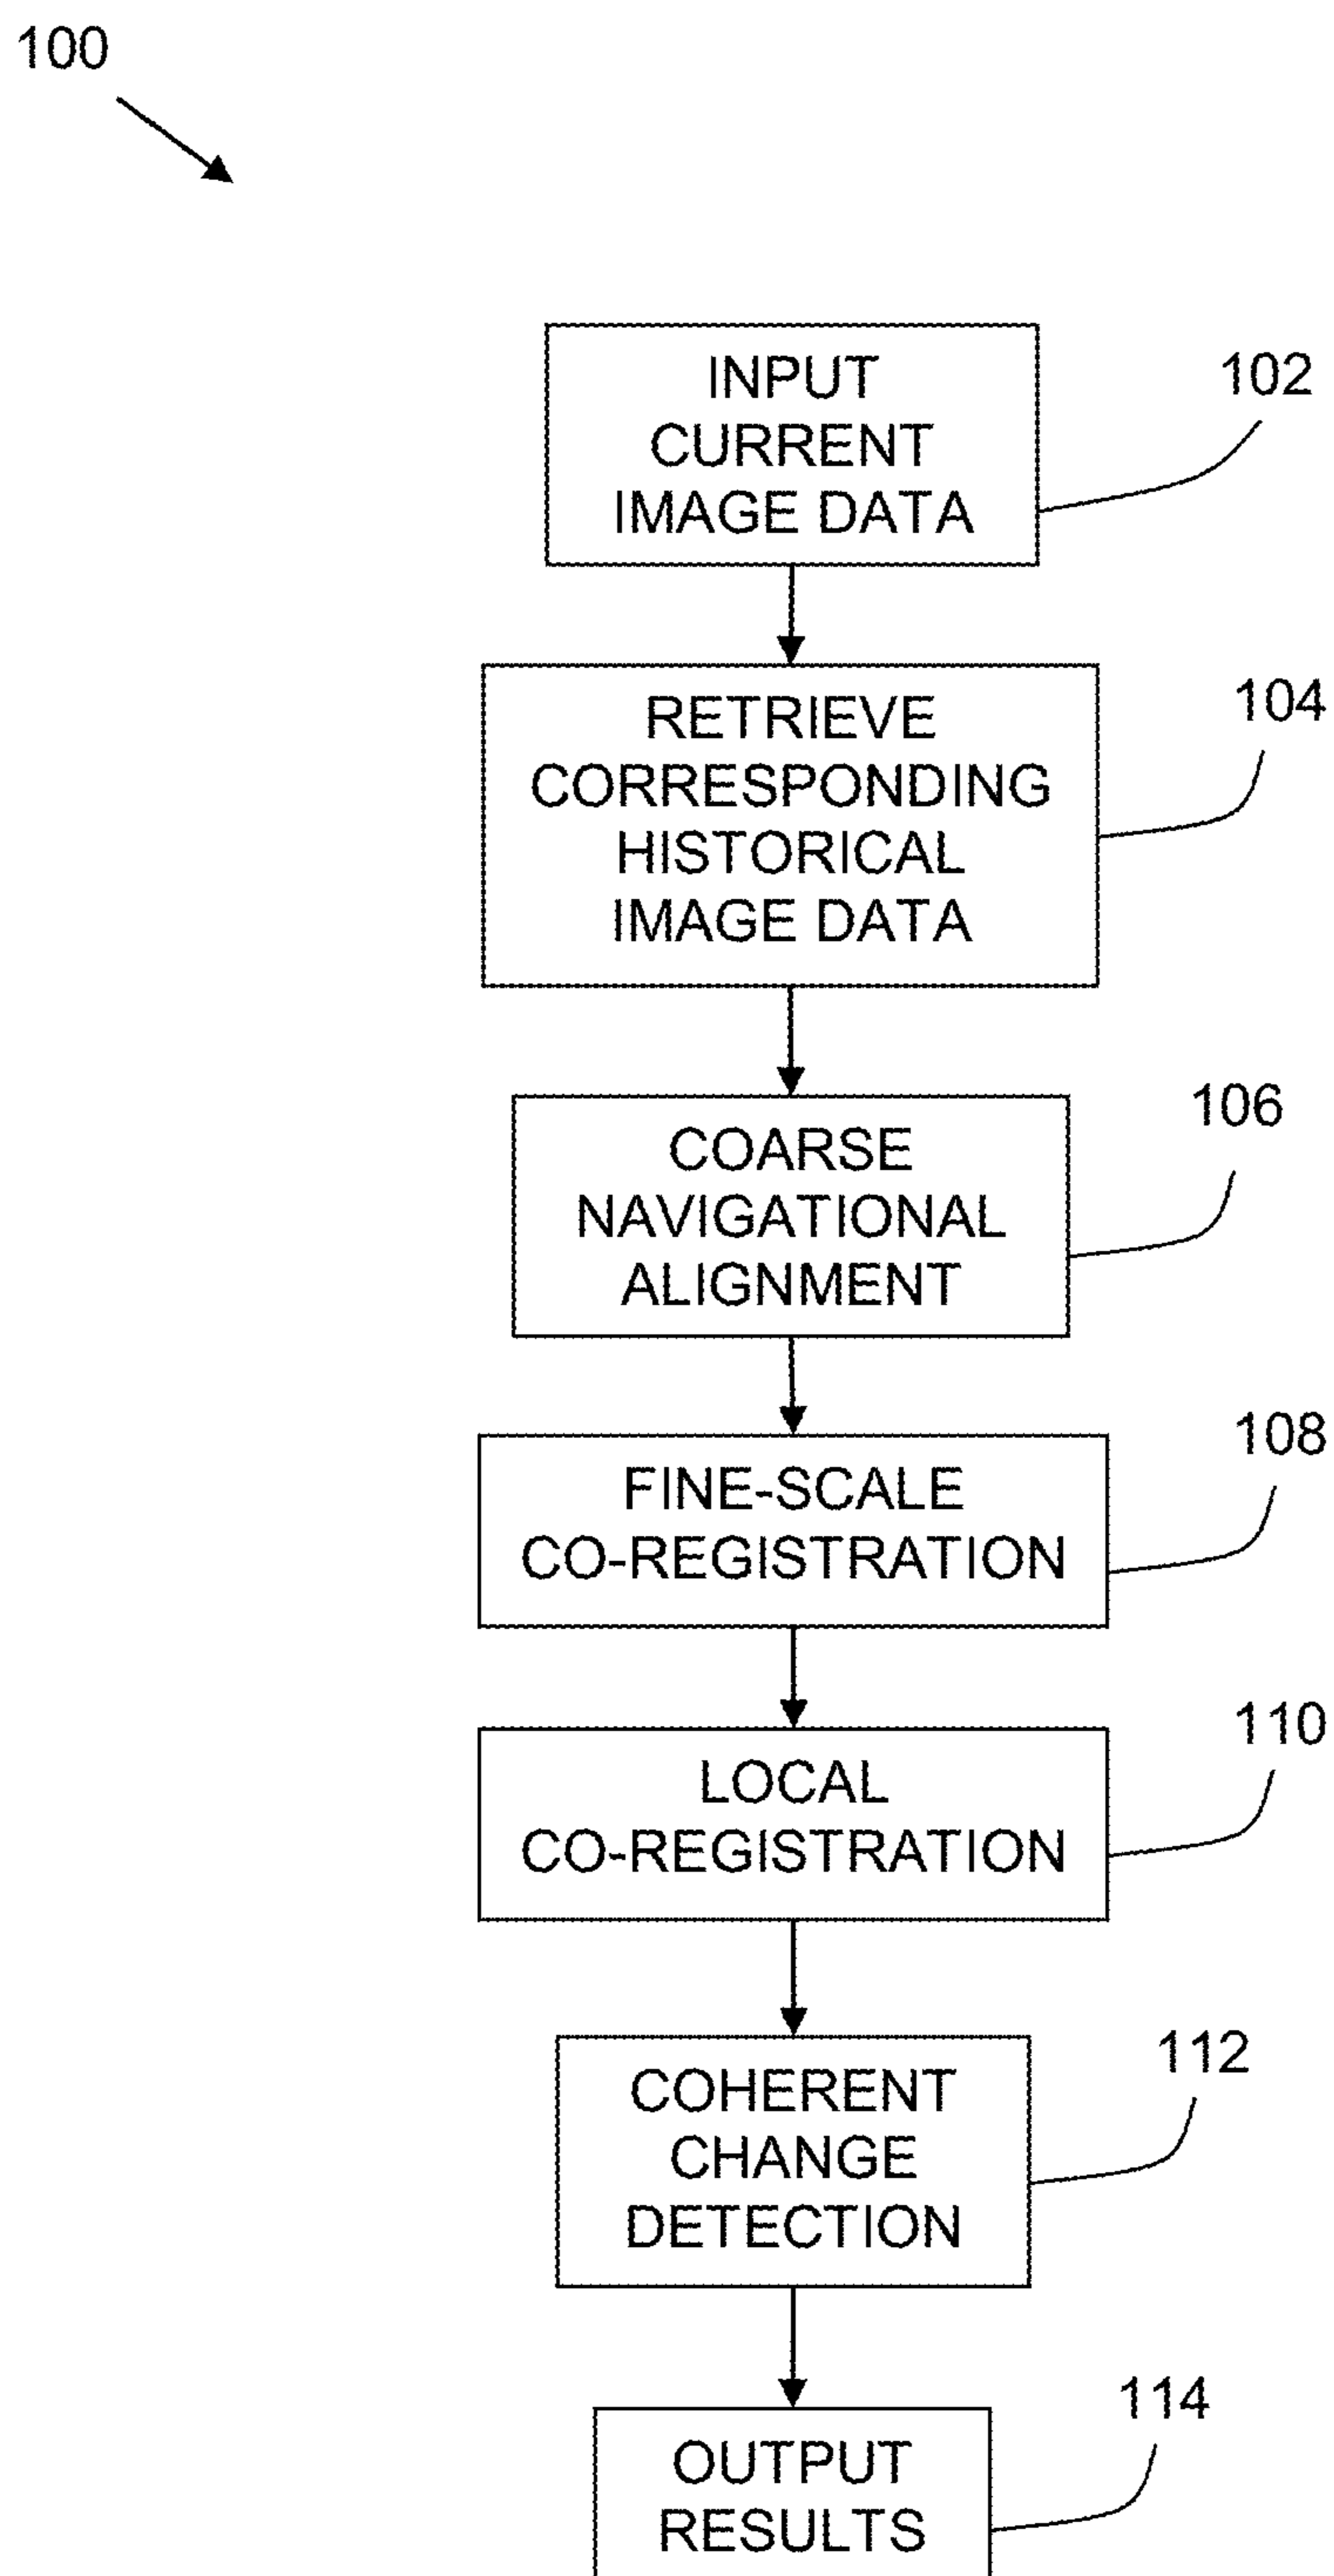 100
INPUT
CURRENT
IMAGE DATA
102
RETRIEVE
CORRESPONDING
HISTORICAL
IMAGE DATA
104
COARSE
NAVIGATIONAL
ALIGNMENT
106
FINE-SCALE
CO-REGISTRATION
108
LOCAL
CO-REGISTRATION
110
COHERENT
CHANGE
DETECTION
112
OUTPUT
RESULTS
114